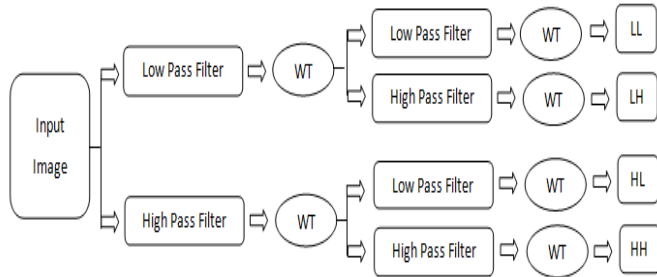 Low Pass Filter WT LL
Low Pass Filter WT
High Pass Filter WT LH
Input
Image
Low Pass Filter WT HL
High Pass Filter WT
High Pass Filter WT HH